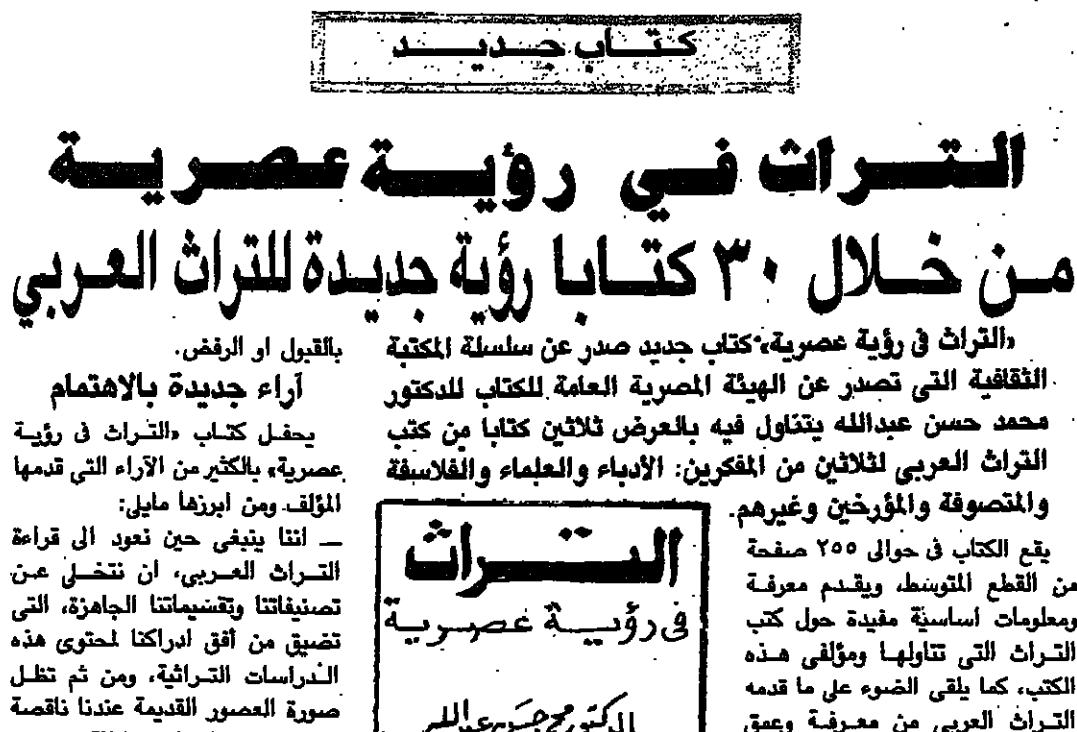 كتاب جديد
التراث في رؤية عصرية
من خلال ٣٠ كتابا رؤية جديدة للتراث العربي
«التراث فى رؤية عصرية» كتاب جديد صدر عن سلسلة المكتبة
الثقافية التى تصدر عن الهيئة المصرية العامة للكتاب للدكتور
محمد حسن عبدالله يتناول فيه بالعرض ثلاثين كتابا من كتب
التراث العربى لثلاثين من المفكرين: الأدباء والعلماء والفلاسفة
والمتصوفة والمؤرخين وغيرهم.
يقع الكتاب فى حوالى ٢٥٥ صفحة
من القطع المتوسط، ويقدم معرفة
ومعلومات اساسية مفيدة حول كتب
التراث التى تناولها ومؤلفى هذه
الكتب، كما يلقى الضوء على ما قدمه
التراث العربى من معرفة وعمق
التراث
فى رؤية عصرية
الدكتور محمد حسن عبدالله
بالقبول او الرفض.
آراء جديدة بالاهتمام
يحفل كتاب «التراث فى رؤية
عصرية» بالكثير من الآراء التى قدمها
المؤلف ومن ابرزها مايلى:
ــ اننا ينبغى حين نعود الى قراءة
التراث العربى، ان نتخلى عن
تصنيفاتنا وتقسيماتنا الجاهزة، التى
تضيق من أفق ادراكنا لمحتوى هذه
الدراسات التراثية، ومن ثم تظل
صورة العصور القديمة عندنا ناقصة